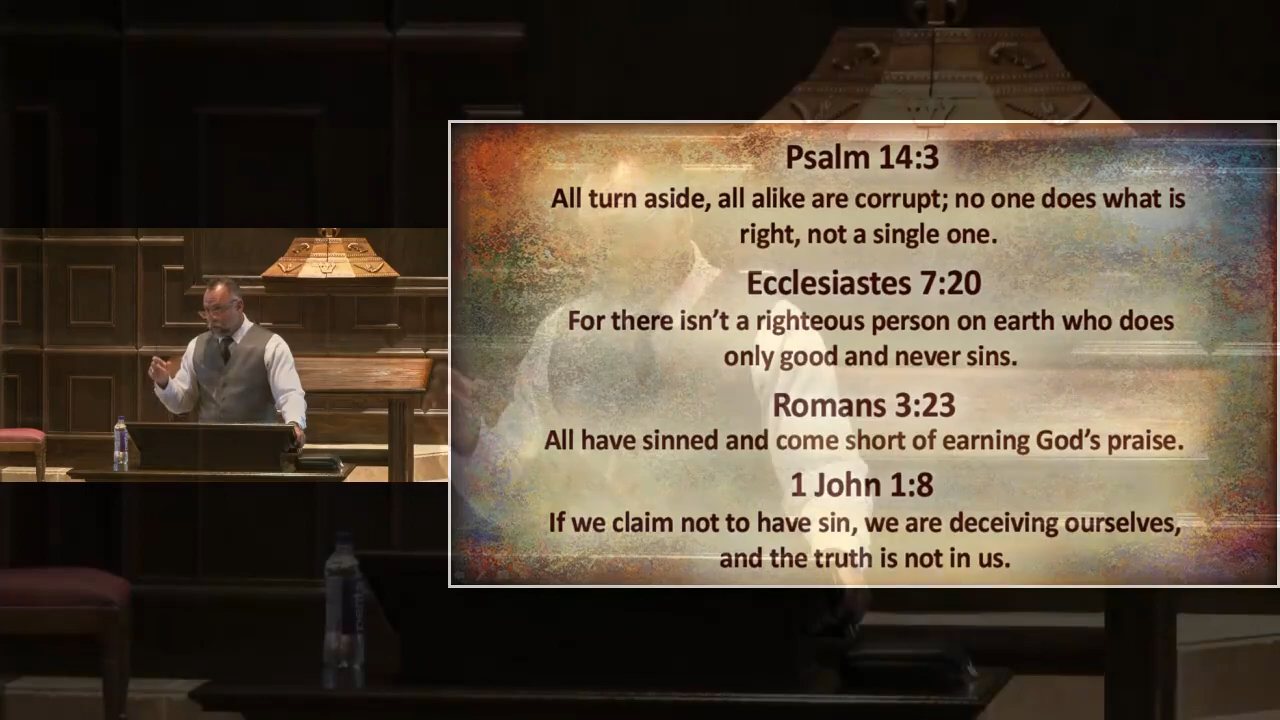 Psalm 14:3
All turn aside, all alike are corrupt; no one does what is
right, not a single one.
Ecclesiastes 7:20
For there isn’t a righteous person on earth who does
only good and never sins.
Romans 3:23
All have sinned and come short of earning God’s praise.
1 John 1:8
If we claim not to have sin, we are deceiving ourselves,
and the truth is not in us.